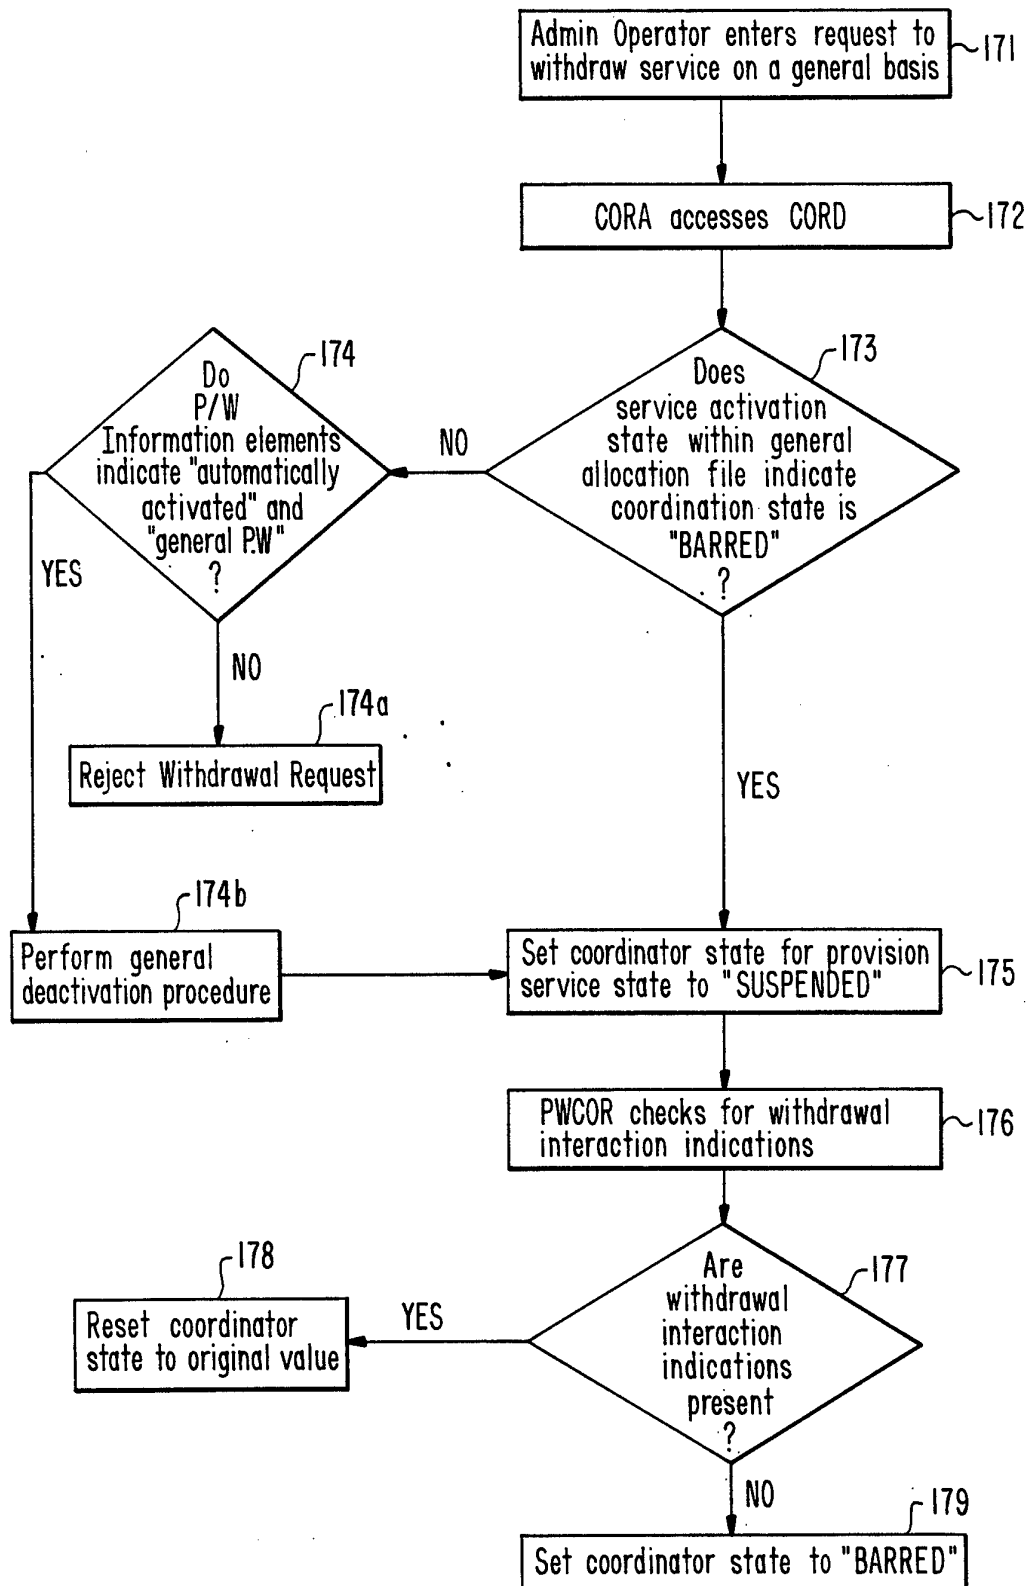 Admin Operator enters request to
withdraw service on a general basis
171
CORA accesses CORD
172
Does
service activation
state within general
allocation file indicate
coordination state is
"BARRED"
?
173
NO
YES
Do
P/W
Information elements
indicate "automatically
activated" and
"general P.W"
?
174
YES
NO
Reject Withdrawal Request
174a
Perform general
deactivation procedure
174b
Set coordinator state for provision
service state to "SUSPENDED"
175
PWCOR checks for withdrawal
interaction indications
176
Are
withdrawal
interaction
indications
present
?
177
YES
Reset coordinator
state to original value
178
NO
Set coordinator state to "BARRED"
179